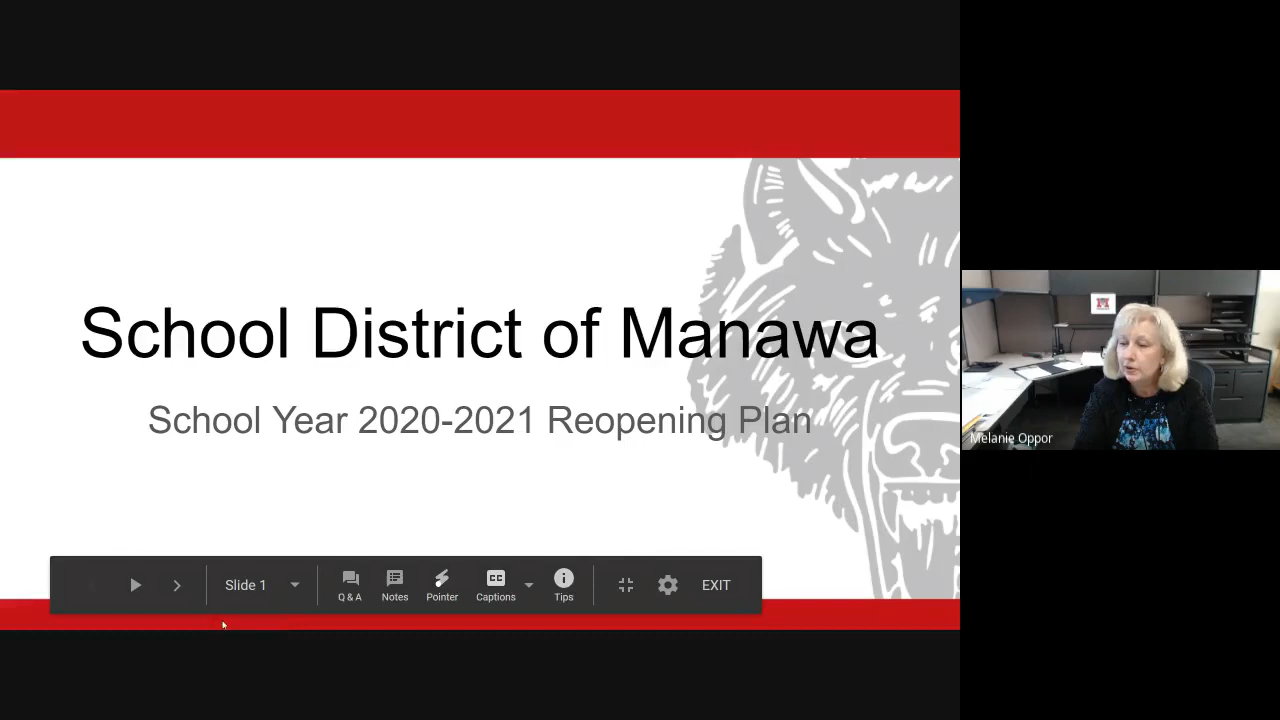 School District of Manawa
School Year 2020-2021 Reopening Plan
Slide 1
Q & A
Notes
Pointer
CC
Captions
Tips
EXIT
Melanie Oppor